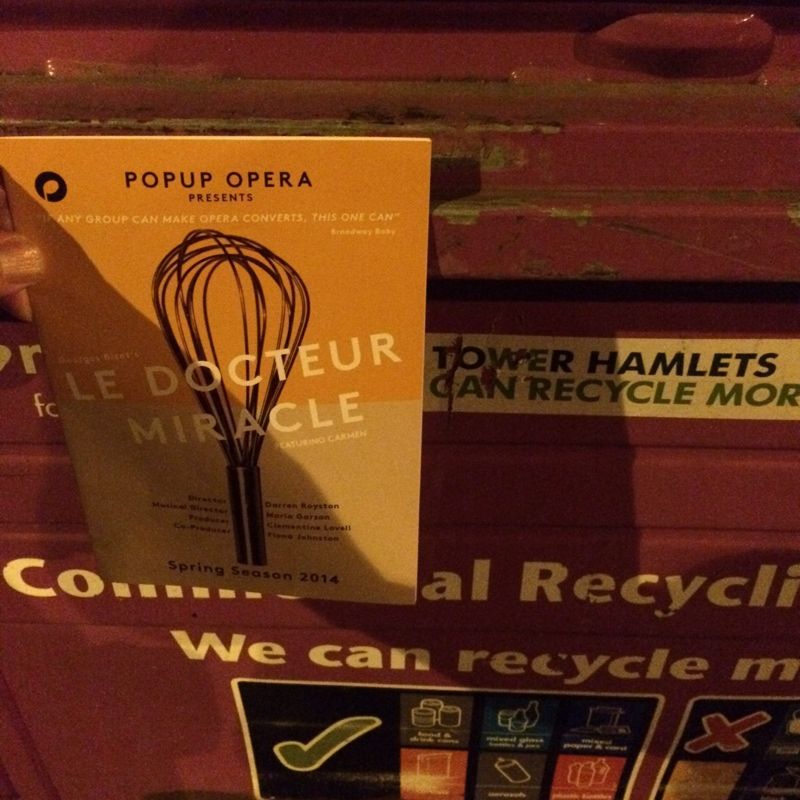 POPUP OPERA
PRESENTS
ANY GROUP CAN MAKE OPERA CONVERTS, THIS ONE CAN"
Broadway Baby
Georges Bizet's
LE DOCTEUR
MIRACLE
CARMEN
Director Darren Royston
Musical Director Maria Garzon
Producer Clementine Lovell
Co-Producer Fiona Johnston
Spring Season 2014
TOWER HAMLETS
CAN RECYCLE MOR
al Recycli
We can recycle m
food &
drink cans
mixed glass
bottles & jars
mixed
paper & card
aerosols
plastic bottles